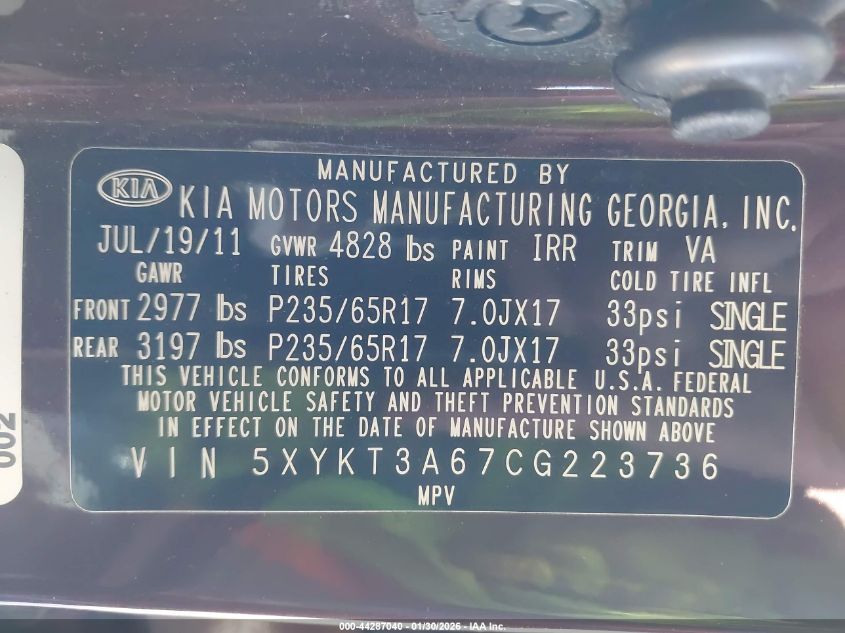 MANUFACTURED BY
KIA KIA MOTORS MANUFACTURING GEORGIA, INC.
JUL/19/11 GVWR 4828 lbs PAINT IRR TRIM VA
GAWR TIRES RIMS COLD TIRE INFL
FRONT 2977 lbs P235/65R17 7.0JX17 33psi SINGLE
REAR 3197 lbs P235/65R17 7.0JX17 33psi SINGLE
THIS VEHICLE CONFORMS TO ALL APPLICABLE U.S.A. FEDERAL
MOTOR VEHICLE SAFETY AND THEFT PREVENTION STANDARDS
IN EFFECT ON THE DATE OF MANUFACTURE SHOWN ABOVE
VIN 5XYKT3A67CG223736
MPV
002
000-44287040 - 01/30/2026 - IAA Inc.